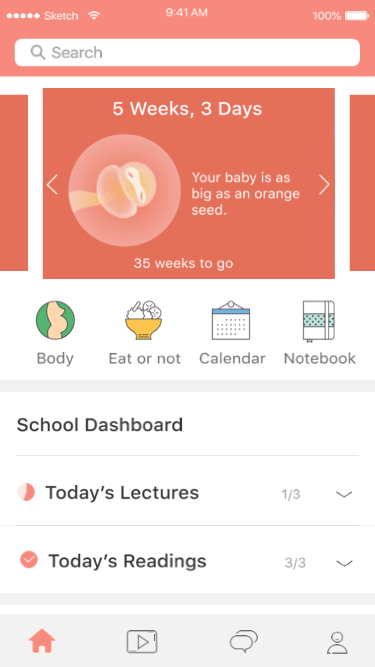 Sketch
9:41 AM
100%
Search
5 Weeks, 3 Days
Your baby is as
big as an orange
seed.
35 weeks to go
Body
Eat or not
Calendar
Notebook
School Dashboard
Today's Lectures
1/3
Today's Readings
3/3